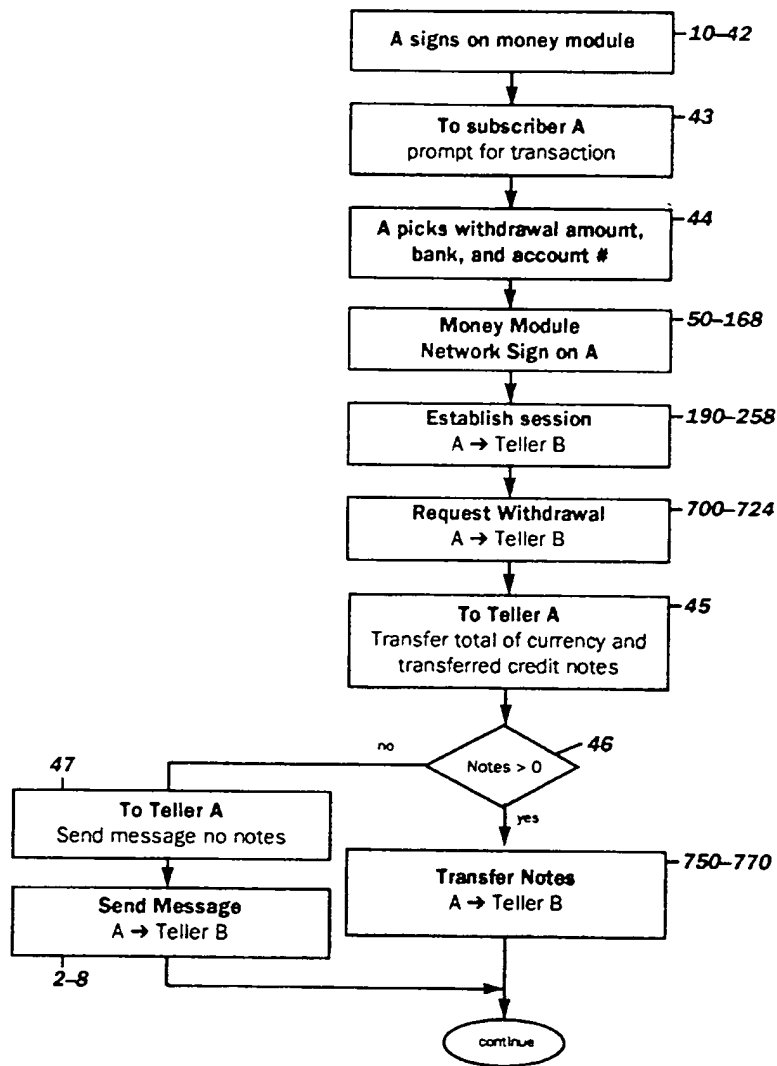 A signs on money module
10–42
To subscriber A
prompt for transaction
43
A picks withdrawal amount,
bank, and account #
44
Money Module
Network Sign on A
50–168
Establish session
A → Teller B
190–258
Request Withdrawal
A → Teller B
700–724
To Teller A
Transfer total of currency and
transferred credit notes
45
Notes > 0
46
no
yes
47
To Teller A
Send message no notes
Send Message
A → Teller B
2–8
Transfer Notes
A → Teller B
750–770
continue